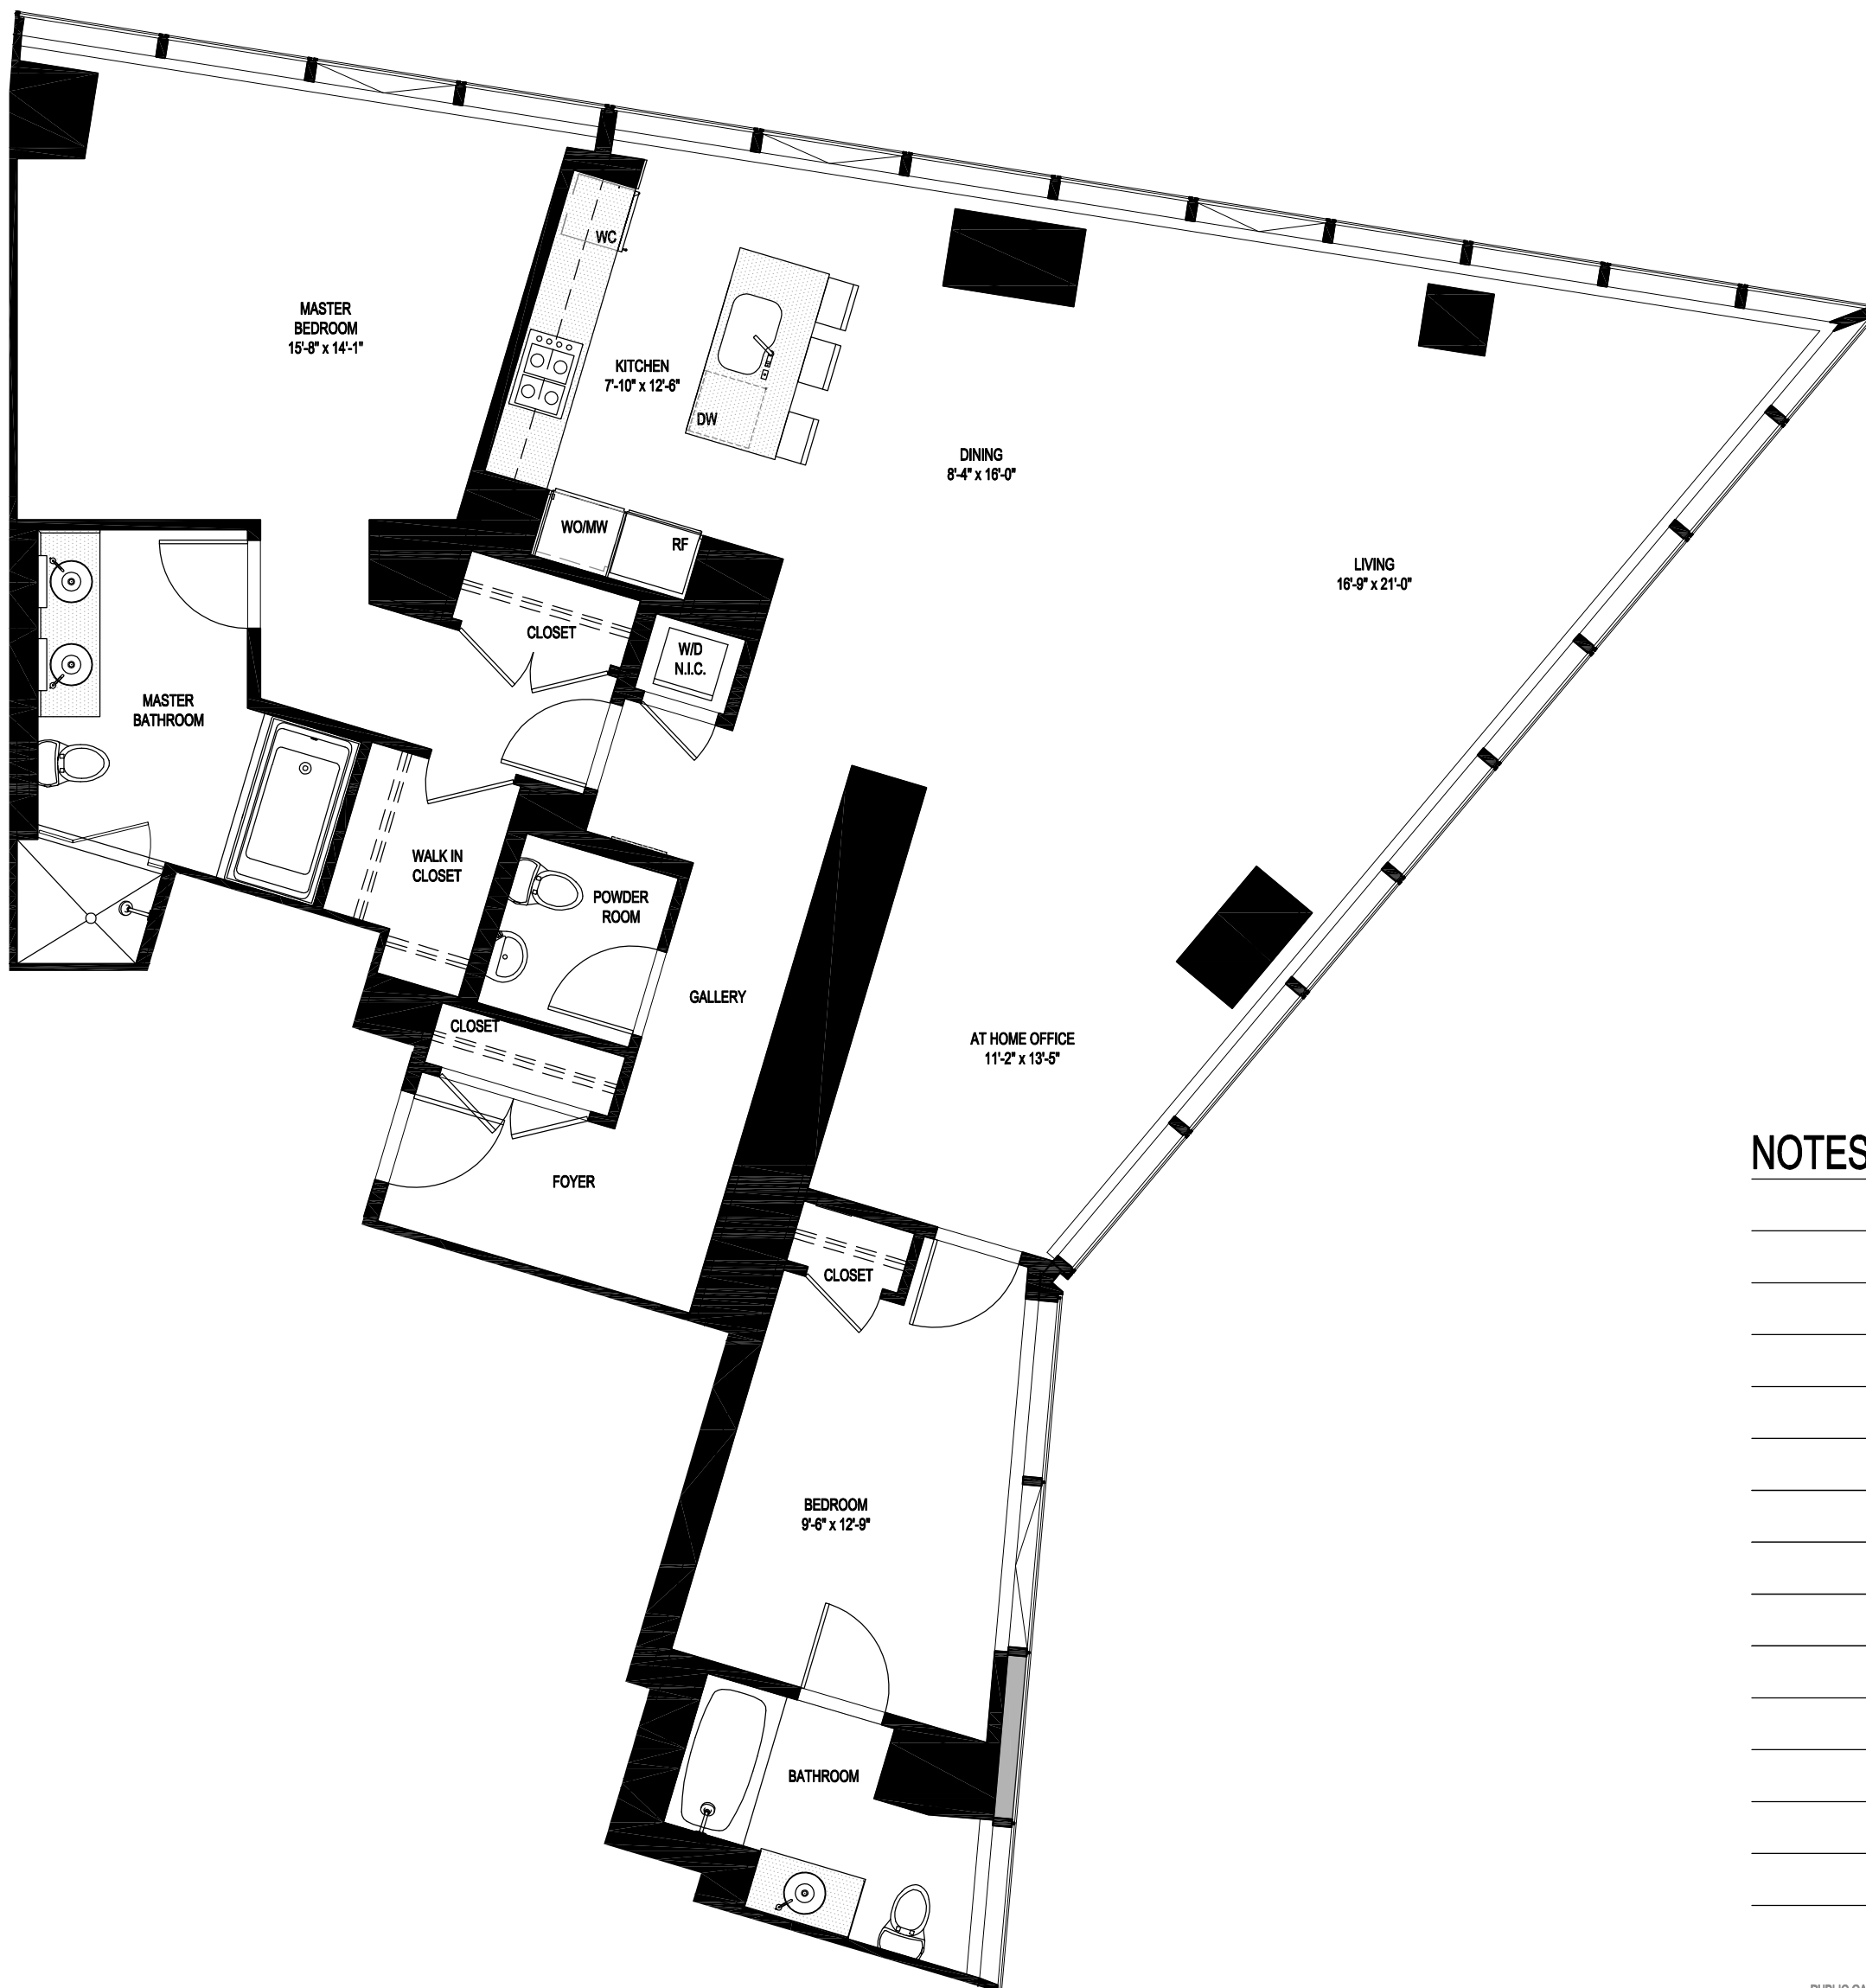 MASTER
BEDROOM
15'-8" x 14'-1"
WC
KITCHEN
7'-10" x 12'-6"
DW
DINING
8'-4" x 16'-0"
WO/MW
RF
LIVING
16'-9" x 21'-0"
CLOSET
W/D
N.I.C.
MASTER
BATHROOM
WALK IN
CLOSET
POWDER
ROOM
GALLERY
CLOSET
AT HOME OFFICE
11'-2" x 13'-5"
NOTES
FOYER
CLOSET
BEDROOM
9'-6" x 12'-9"
BATHROOM